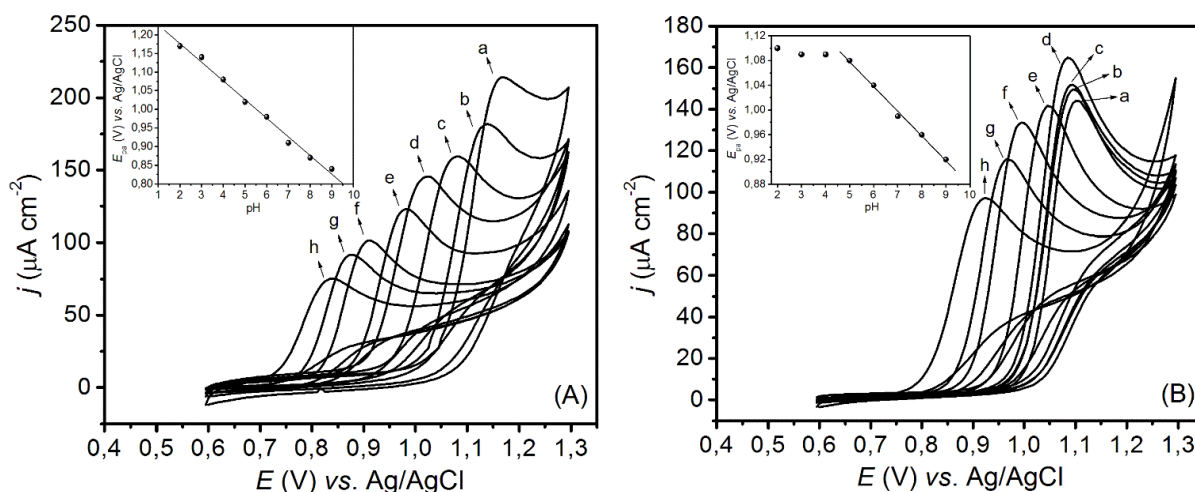 250
200
150
100
50
0
j (µA cm⁻²)
0,4 0,5 0,6 0,7 0,8 0,9 1,0 1,1 1,2 1,3
E (V) vs. Ag/AgCl
(A)
a
b
c
d
e
f
g
h
1,20
1,15
1,10
1,05
1,00
0,95
0,90
0,85
0,80
E_pa (V) vs. Ag/AgCl
1 2 3 4 5 6 7 8 9 10
pH
180
160
140
120
100
80
60
40
20
0
j (µA cm⁻²)
0,4 0,5 0,6 0,7 0,8 0,9 1,0 1,1 1,2 1,3
E (V) vs. Ag/AgCl
(B)
d
c
b
a
e
f
g
h
1,12
1,08
1,04
1,00
0,96
0,92
0,88
E_pa (V) vs. Ag/AgCl
2 3 4 5 6 7 8 9 10
pH